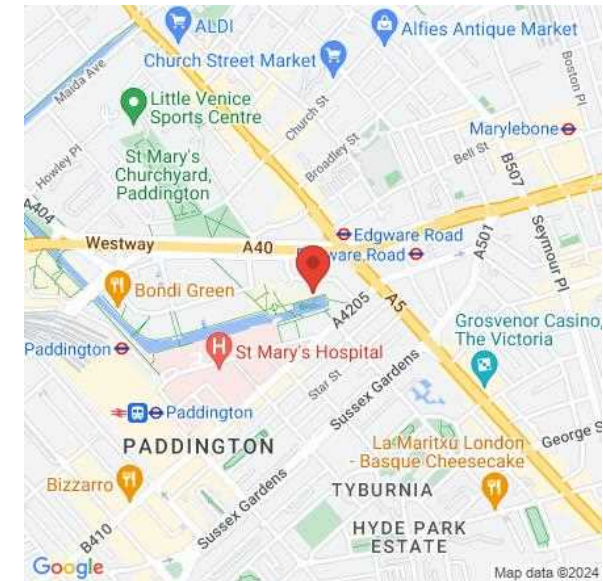 ALDI
Alfies Antique Market
Church Street Market
Maida Ave
Boston Pl
Little Venice
Sports Centre
Church St
Marylebone
Broadley St
Bell St
B507
Howley Pl
St Mary's
Churchyard,
Paddington
A404
Seymour Pl
A501
Westway
A40
Edgware Road
ware, Road
Bondi Green
A4205
A5
Grosvenor Casino,
The Victoria
Paddington
St Mary's Hospital
Star St
Sussex Gardens
Paddington
PADDINGTON
George S
La Maritxu London
- Basque Cheesecake
Bizzarro
TYBURNIA
Sussex Gardens
HYDE PARK
ESTATE
B410
Google
Map data ©2024